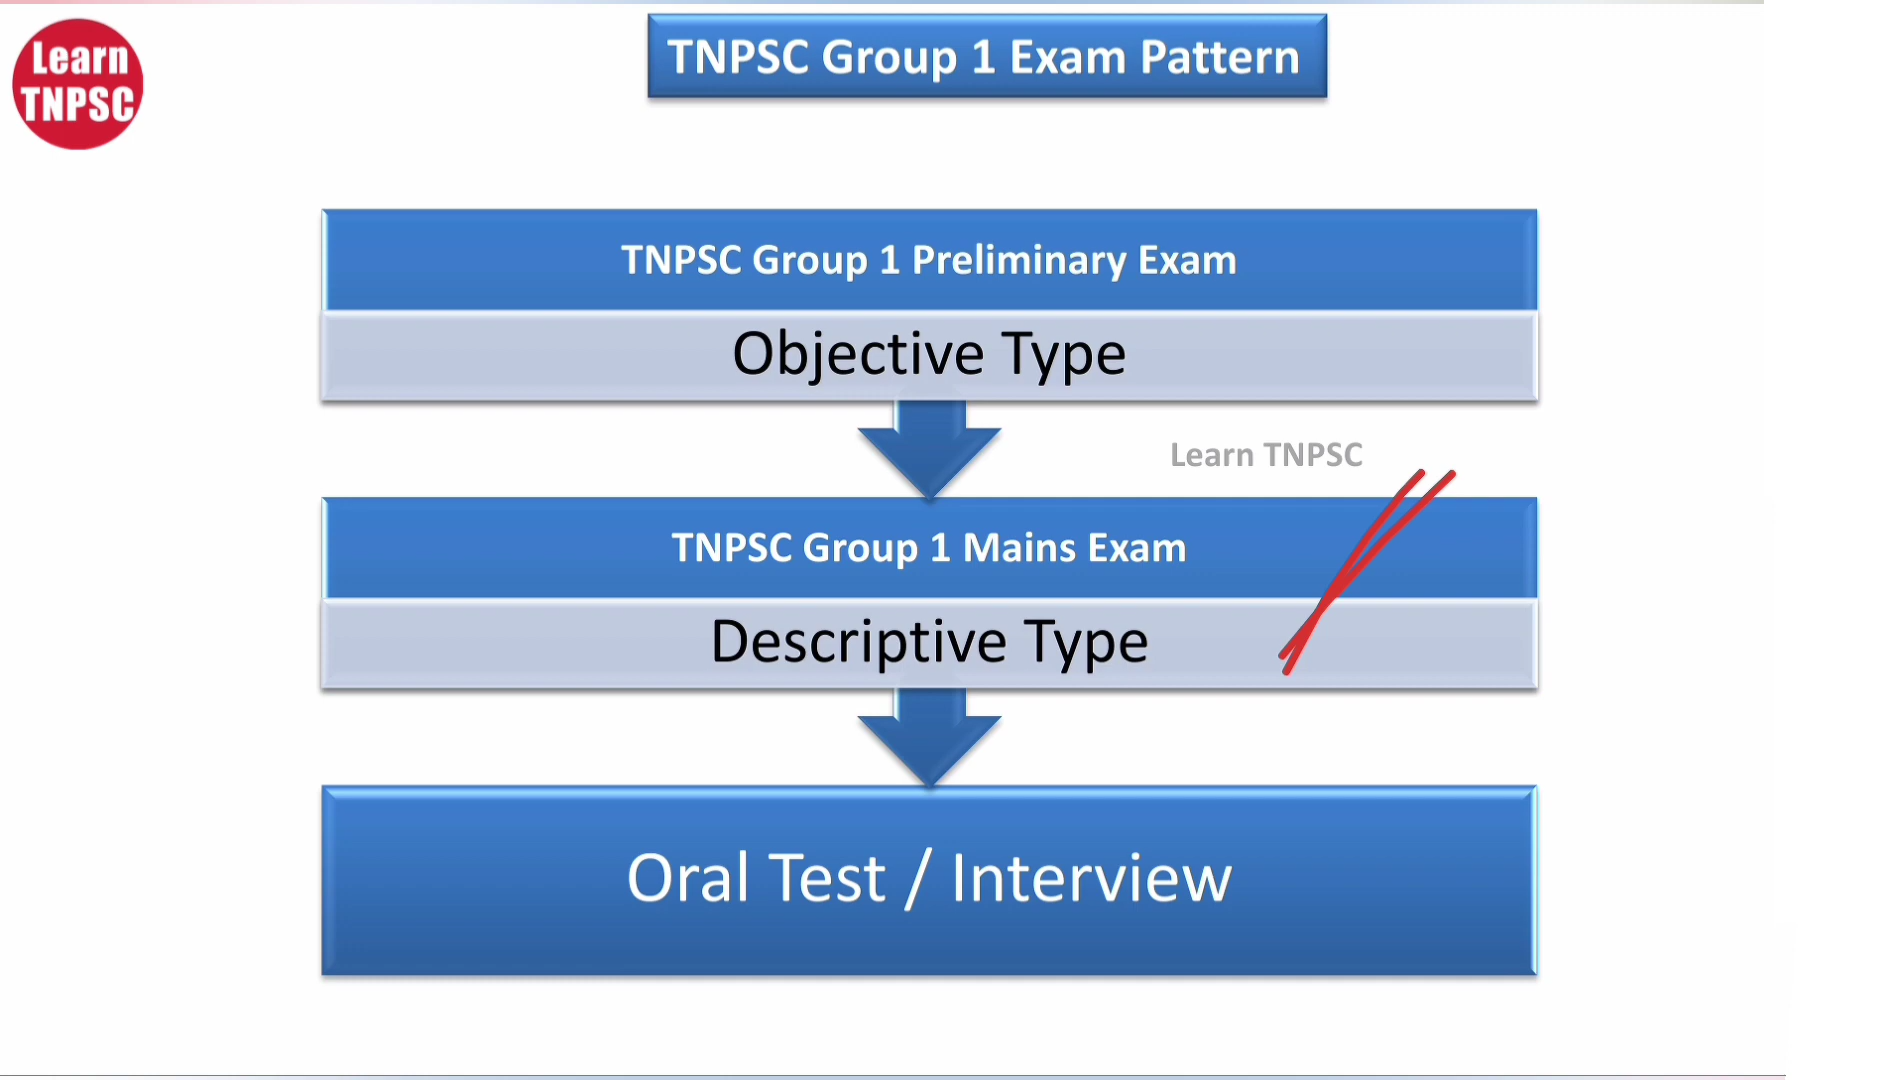 Learn
TNPSC
TNPSC Group 1 Exam Pattern
TNPSC Group 1 Preliminary Exam
Objective Type
Learn TNPSC
TNPSC Group 1 Mains Exam
Descriptive Type
Oral Test / Interview